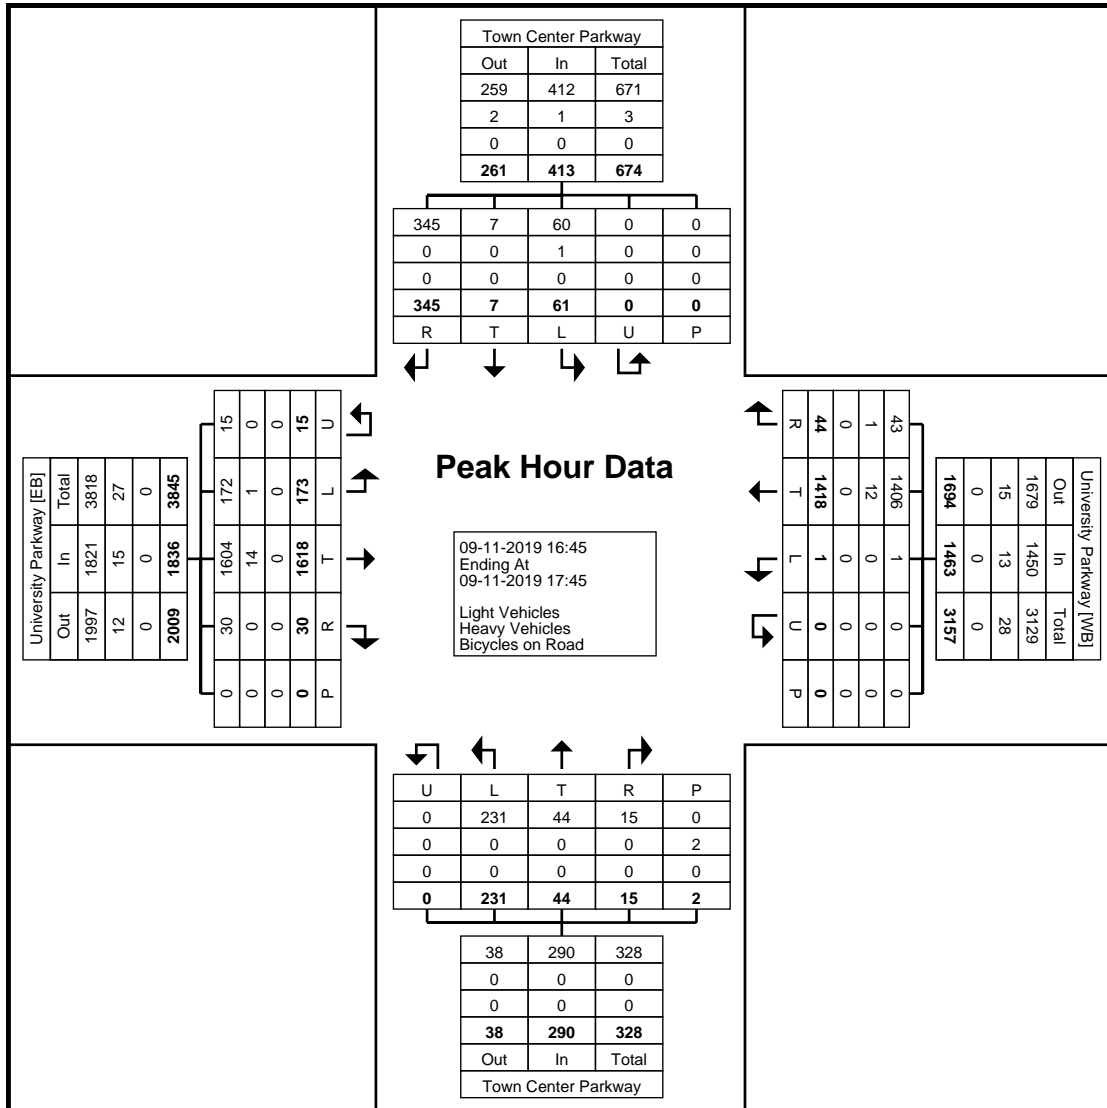 Town Center Parkway
Out In Total
259 412 671
2 1 3
0 0 0
261 413 674
345 7 60 0 0
0 0 1 0 0
0 0 0 0 0
345 7 61 0 0
R T L U P
University Parkway [EB]
Total In Out
3818 1821 1997
27 15 12
0 0 0
3845 1836 2009
15 172 1604 30 0
0 1 14 0 0
0 0 0 0 0
15 173 1618 30 0
U L T R P
Peak Hour Data
09-11-2019 16:45
Ending At
09-11-2019 17:45
Light Vehicles
Heavy Vehicles
Bicycles on Road
University Parkway [WB]
Out In Total
1679 1450 3129
15 13 28
0 0 0
1694 1463 3157
43 1406 1 0 0
1 12 0 0 0
0 0 0 0 0
44 1418 1 0 0
R T L U P
U L T R P
0 231 44 15 0
0 0 0 0 2
0 0 0 0 0
0 231 44 15 2
38 290 328
0 0 0
0 0 0
38 290 328
Out In Total
Town Center Parkway